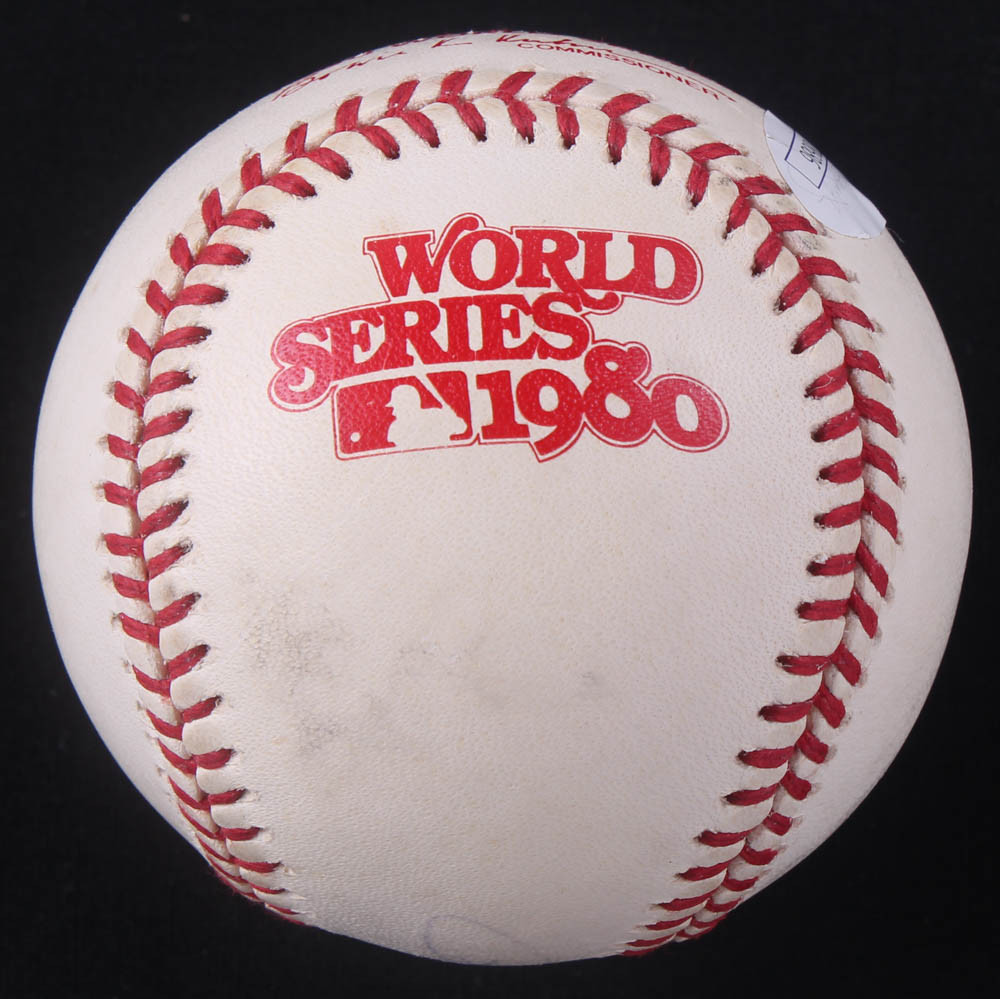 COMMISSIONER
WORLD
SERIES
1980